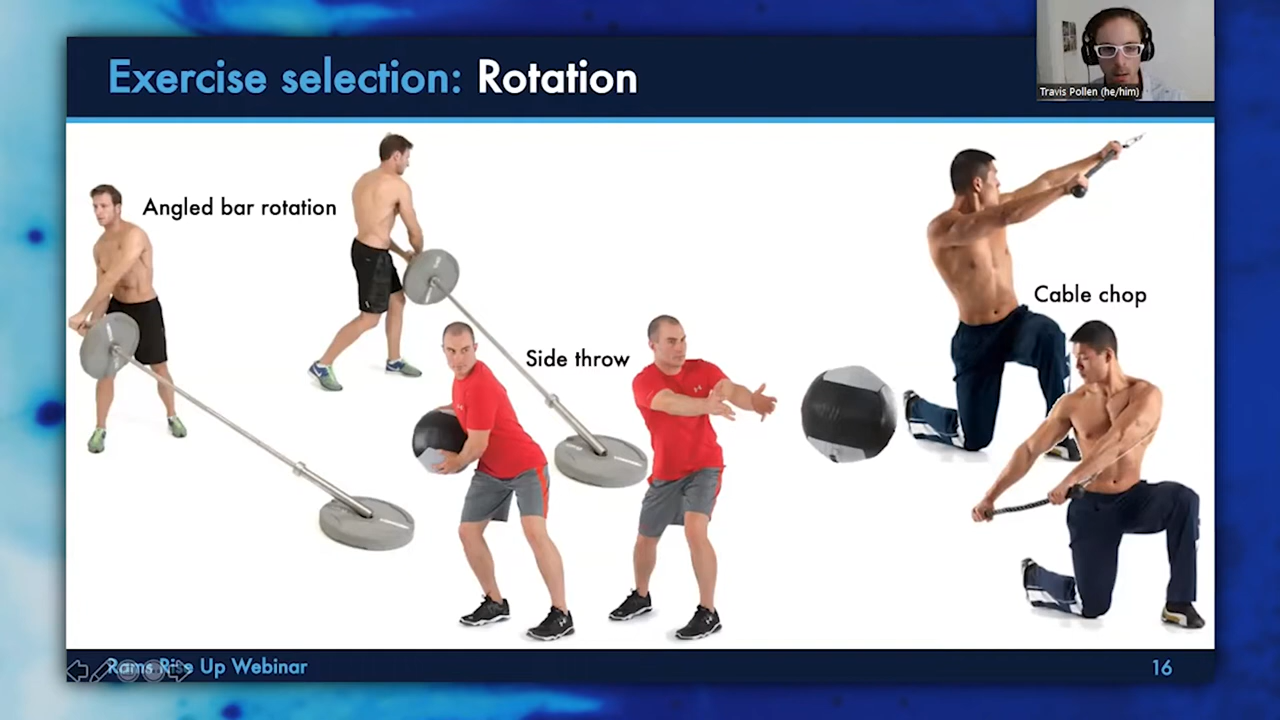 Exercise selection: Rotation
Travis Pollen (he/him)
Angled bar rotation
Side throw
Cable chop
Rams Rise Up Webinar
16